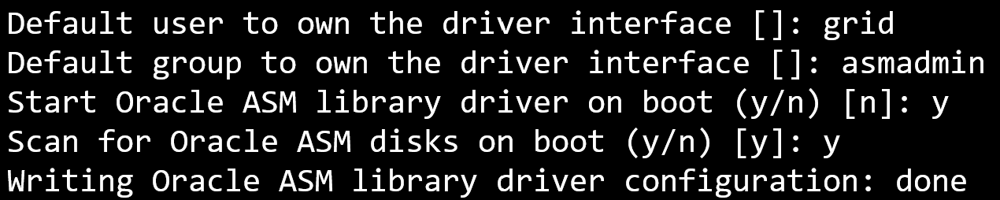 Default user to own the driver interface []: grid
Default group to own the driver interface []: asmadmin
Start Oracle ASM library driver on boot (y/n) [n]: y
Scan for Oracle ASM disks on boot (y/n) [y]: y
Writing Oracle ASM library driver configuration: done